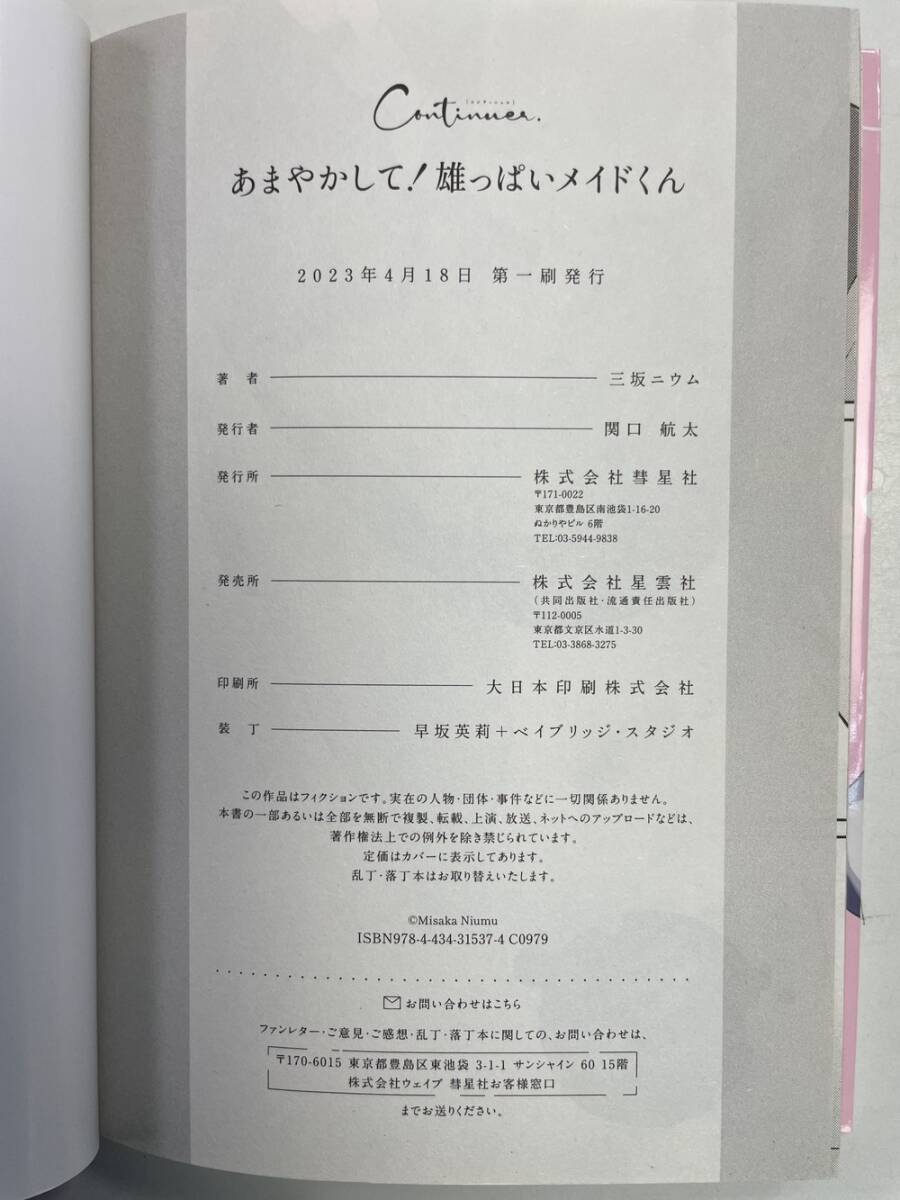 Continuer.
あまやかして！雄っぱいメイドくん
2023年4月18日 第一刷発行
著者 三坂ニウム
発行者 関口 航太
発行所 株式会社彗星社
〒171-0022
東京都豊島区南池袋1-16-20
ぬかりやビル 6階
TEL:03-5944-9838
発売所 株式会社星雲社
（共同出版社・流通責任出版社）
〒112-0005
東京都文京区水道1-3-30
TEL:03-3868-3275
印刷所 大日本印刷株式会社
装丁 早坂英莉＋ベイブリッジ・スタジオ
この作品はフィクションです。実在の人物・団体・事件などに一切関係ありません。
本書の一部あるいは全部を無断で複製、転載、上演、放送、ネットへのアップロードなどは、
著作権法上での例外を除き禁じられています。
定価はカバーに表示してあります。
乱丁・落丁本はお取り替えいたします。
©Misaka Niumu
ISBN978-4-434-31537-4 C0979
お問い合わせはこちら
ファンレター・ご意見・ご感想・乱丁・落丁本に関しての、お問い合わせは、
〒170-6015 東京都豊島区東池袋 3-1-1 サンシャイン 60 15階
株式会社ウェイブ 彗星社お客様窓口
までお送りください。